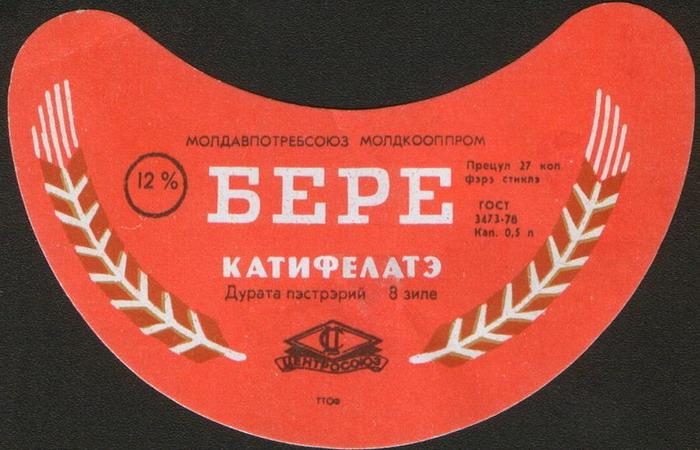 МОЛДАВПОТРЕБСОЮЗ МОЛДКООППРОМ
12 %
БЕРЕ
Прецул 27 коп.
фэрэ стиклэ
ГОСТ
3473-78
Кап. 0,5 л
КАТИФЕЛАТЭ
Дурата пэстрэрий 8 зиле
ЦС
ЦЕНТРОСОЮЗ
ТТОФ